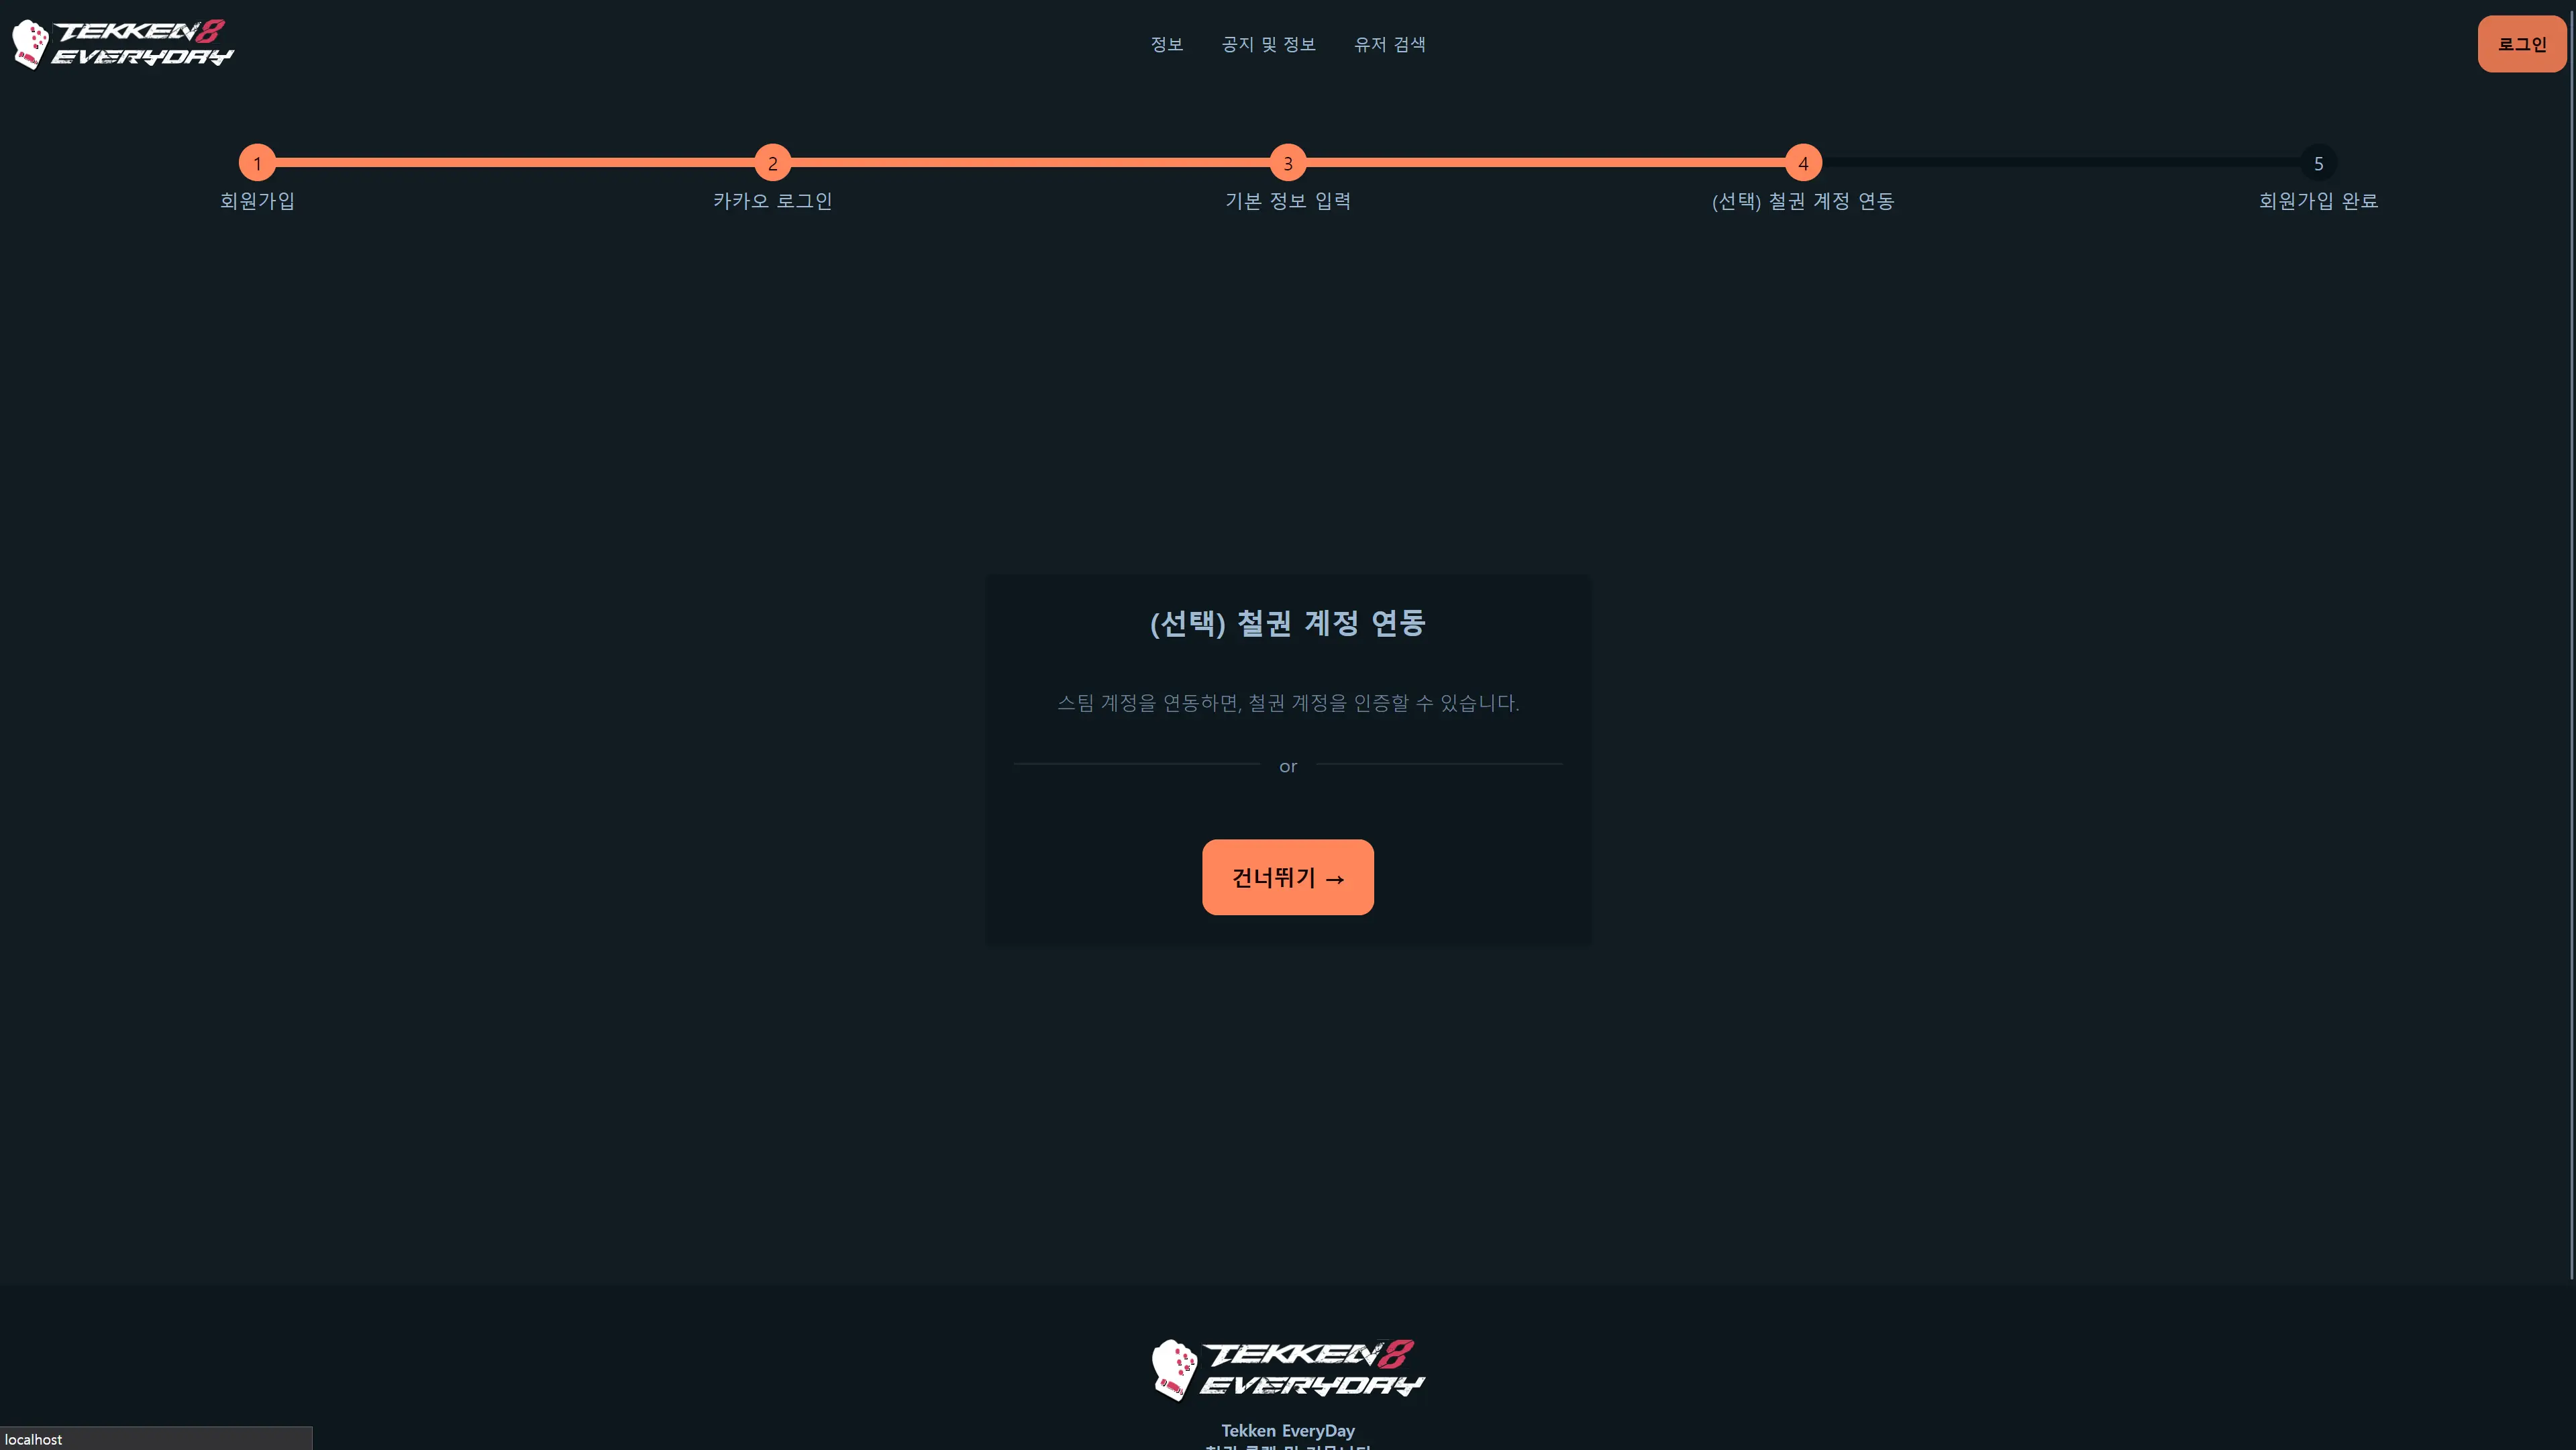 TEKKEN 8
EVERYDAY
정보
공지 및 정보
유저 검색
로그인
1
2
3
4
5
회원가입
카카오 로그인
기본 정보 입력
(선택) 철권 계정 연동
회원가입 완료
(선택) 철권 계정 연동
스팀 계정을 연동하면, 철권 계정을 인증할 수 있습니다.
or
건너뛰기 →
TEKKEN 8
EVERYDAY
Tekken EveryDay
localhost